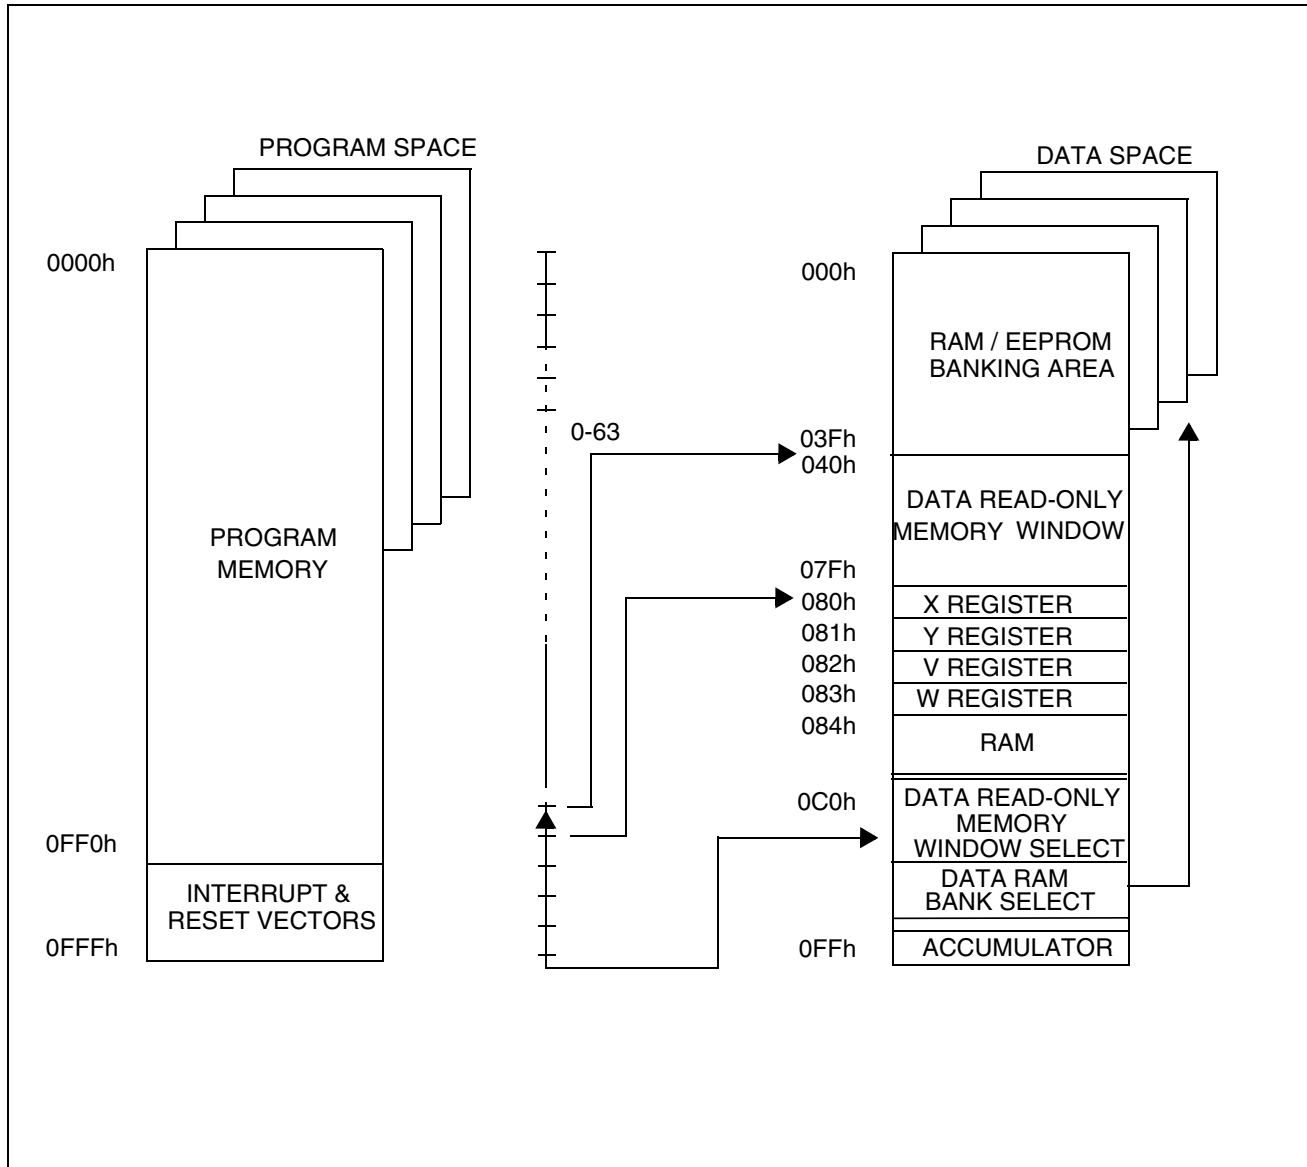 PROGRAM SPACE
0000h
PROGRAM
MEMORY
0FF0h
INTERRUPT &
RESET VECTORS
0FFFh
0-63
DATA SPACE
000h
RAM / EEPROM
BANKING AREA
03Fh
040h
DATA READ-ONLY
MEMORY WINDOW
07Fh
080h
X REGISTER
081h
Y REGISTER
082h
V REGISTER
083h
W REGISTER
084h
RAM
0C0h
DATA READ-ONLY
MEMORY
WINDOW SELECT
DATA RAM
BANK SELECT
0FFh
ACCUMULATOR